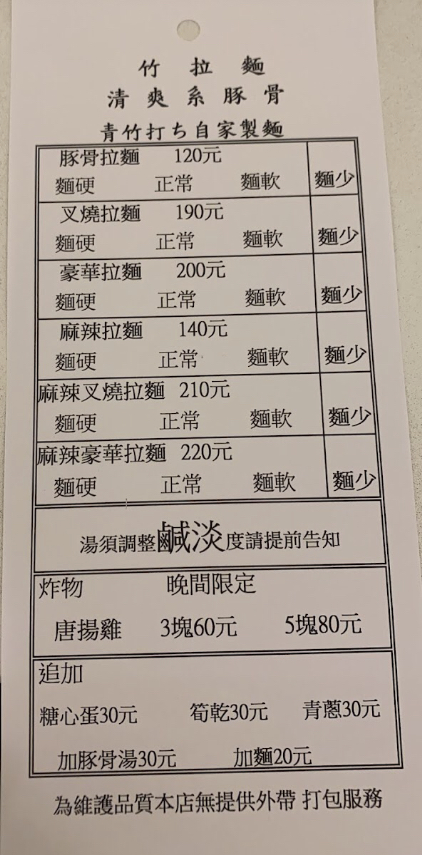 竹拉麵
清爽系豚骨
青竹打ち自家製麵
豚骨拉麵 120元
麵硬 正常 麵軟 麵少
叉燒拉麵 190元
麵硬 正常 麵軟 麵少
豪華拉麵 200元
麵硬 正常 麵軟 麵少
麻辣拉麵 140元
麵硬 正常 麵軟 麵少
麻辣叉燒拉麵 210元
麵硬 正常 麵軟 麵少
麻辣豪華拉麵 220元
麵硬 正常 麵軟 麵少
湯須調整鹹淡度請提前告知
炸物 晚間限定
唐揚雞 3塊60元 5塊80元
追加
糖心蛋30元 筍乾30元 青蔥30元
加豚骨湯30元 加麵20元
為維護品質本店無提供外帶 打包服務